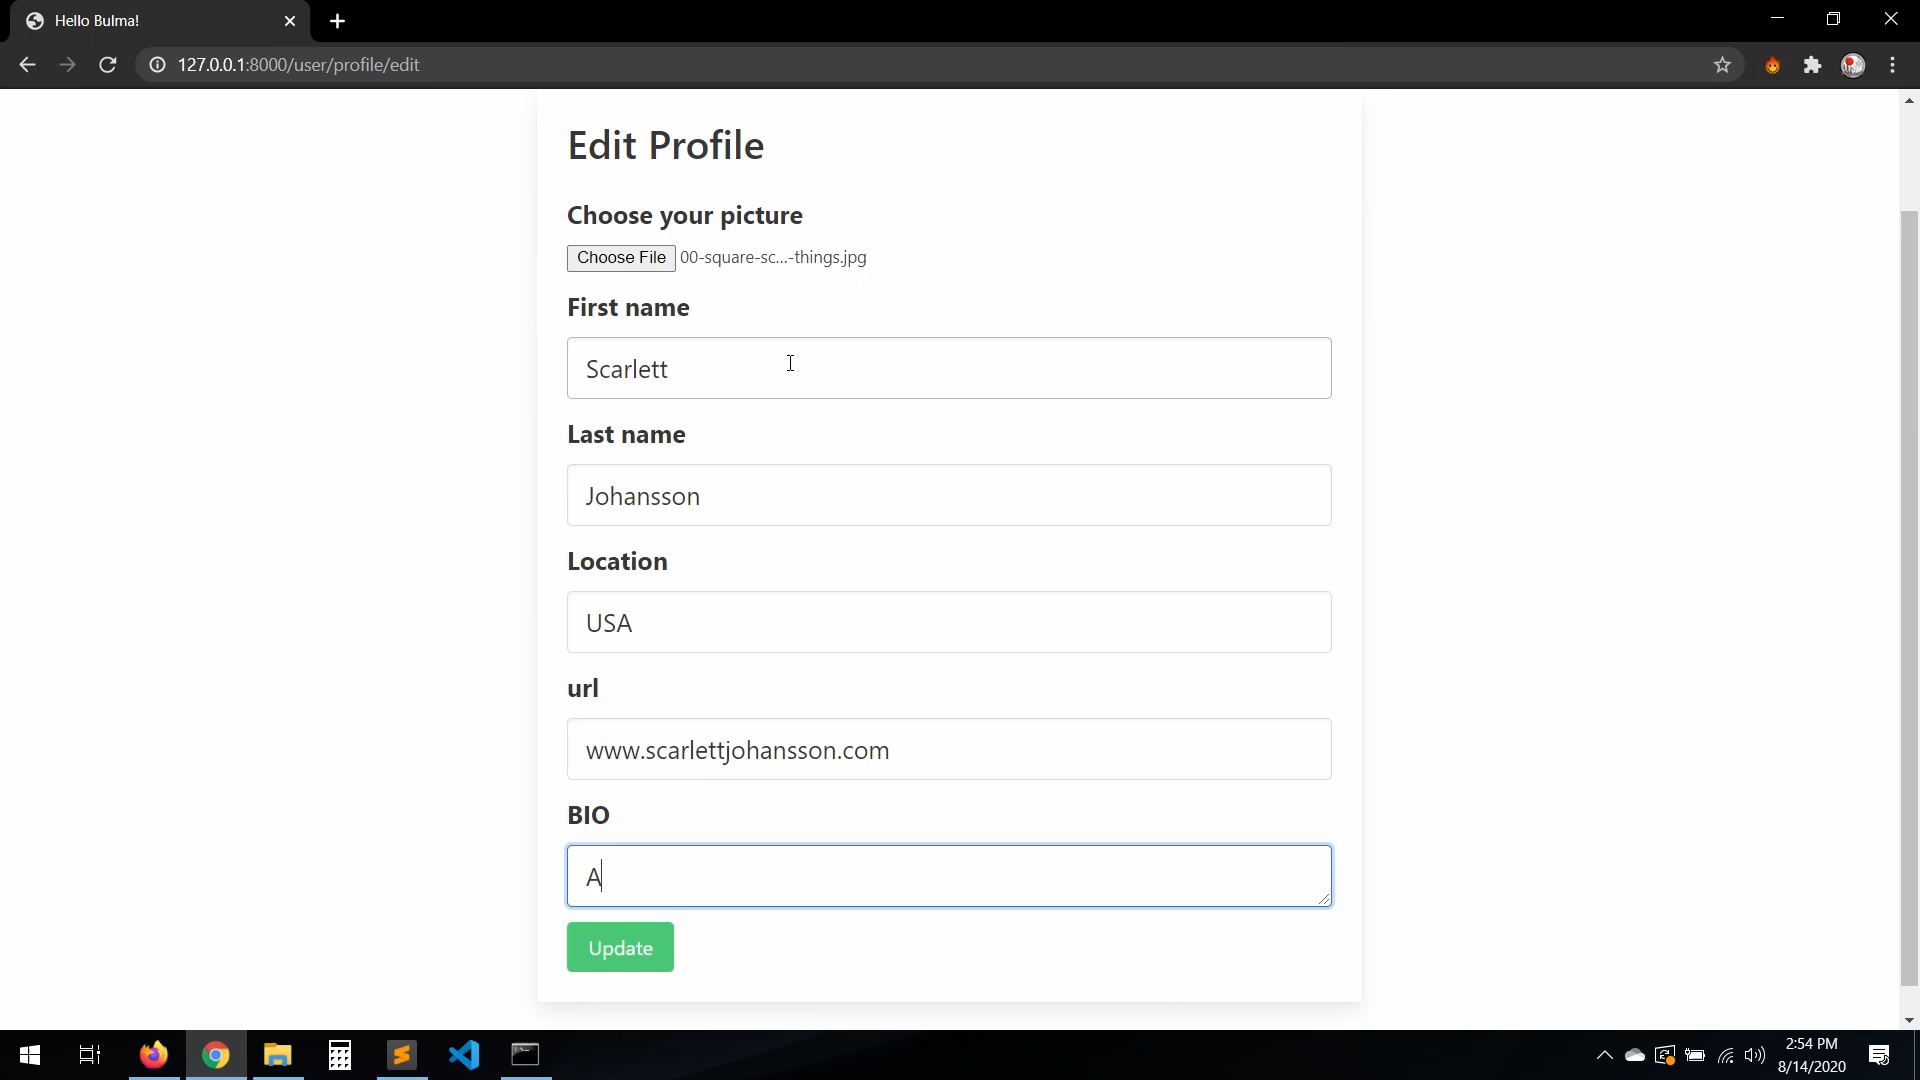 Hello Bulma!
127.0.0.1:8000/user/profile/edit
Edit Profile
Choose your picture
Choose File 00-square-sc...-things.jpg
First name
Scarlett
Last name
Johansson
Location
USA
url
www.scarlettjohansson.com
BIO
A
Update
2:54 PM
8/14/2020